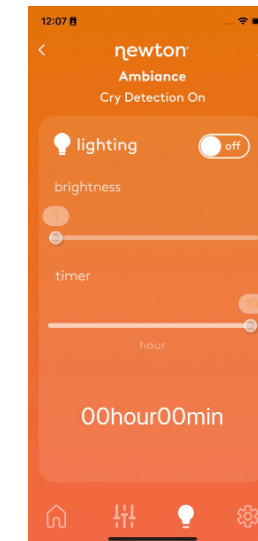 12:07
newton
Ambiance
Cry Detection On
lighting
off
brightness
1
timer
10
hour
00hour00min